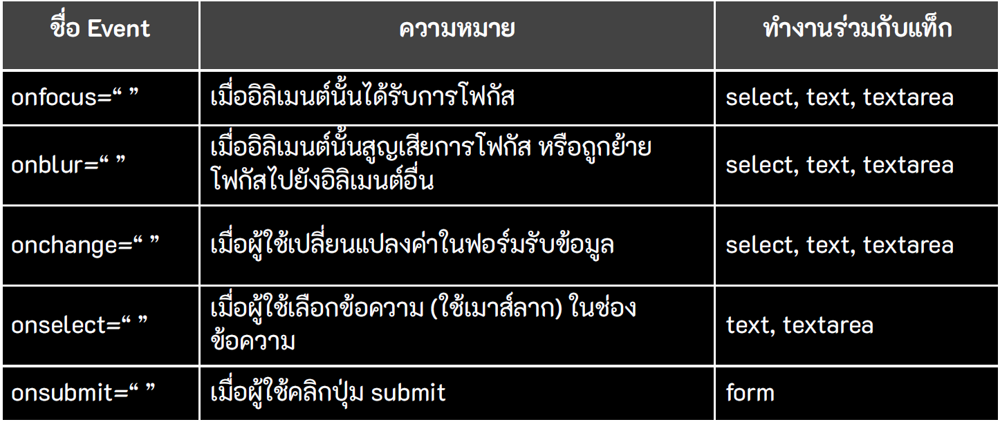 ชื่อ Event ความหมาย ทำงานร่วมกับแท็ก
onfocus=“ ” เมื่ออิลิเมนต์นั้นได้รับการโฟกัส select, text, textarea
onblur=“ ” เมื่ออิลิเมนต์นั้นสูญเสียการโฟกัส หรือถูกย้าย
โฟกัสไปยังอิลิเมนต์อื่น select, text, textarea
onchange=“ ” เมื่อผู้ใช้เปลี่ยนแปลงค่าในฟอร์มรับข้อมูล select, text, textarea
onselect=“ ” เมื่อผู้ใช้เลือกข้อความ (ใช้เมาส์ลาก) ในช่อง
ข้อความ text, textarea
onsubmit=“ ” เมื่อผู้ใช้คลิกปุ่ม submit form